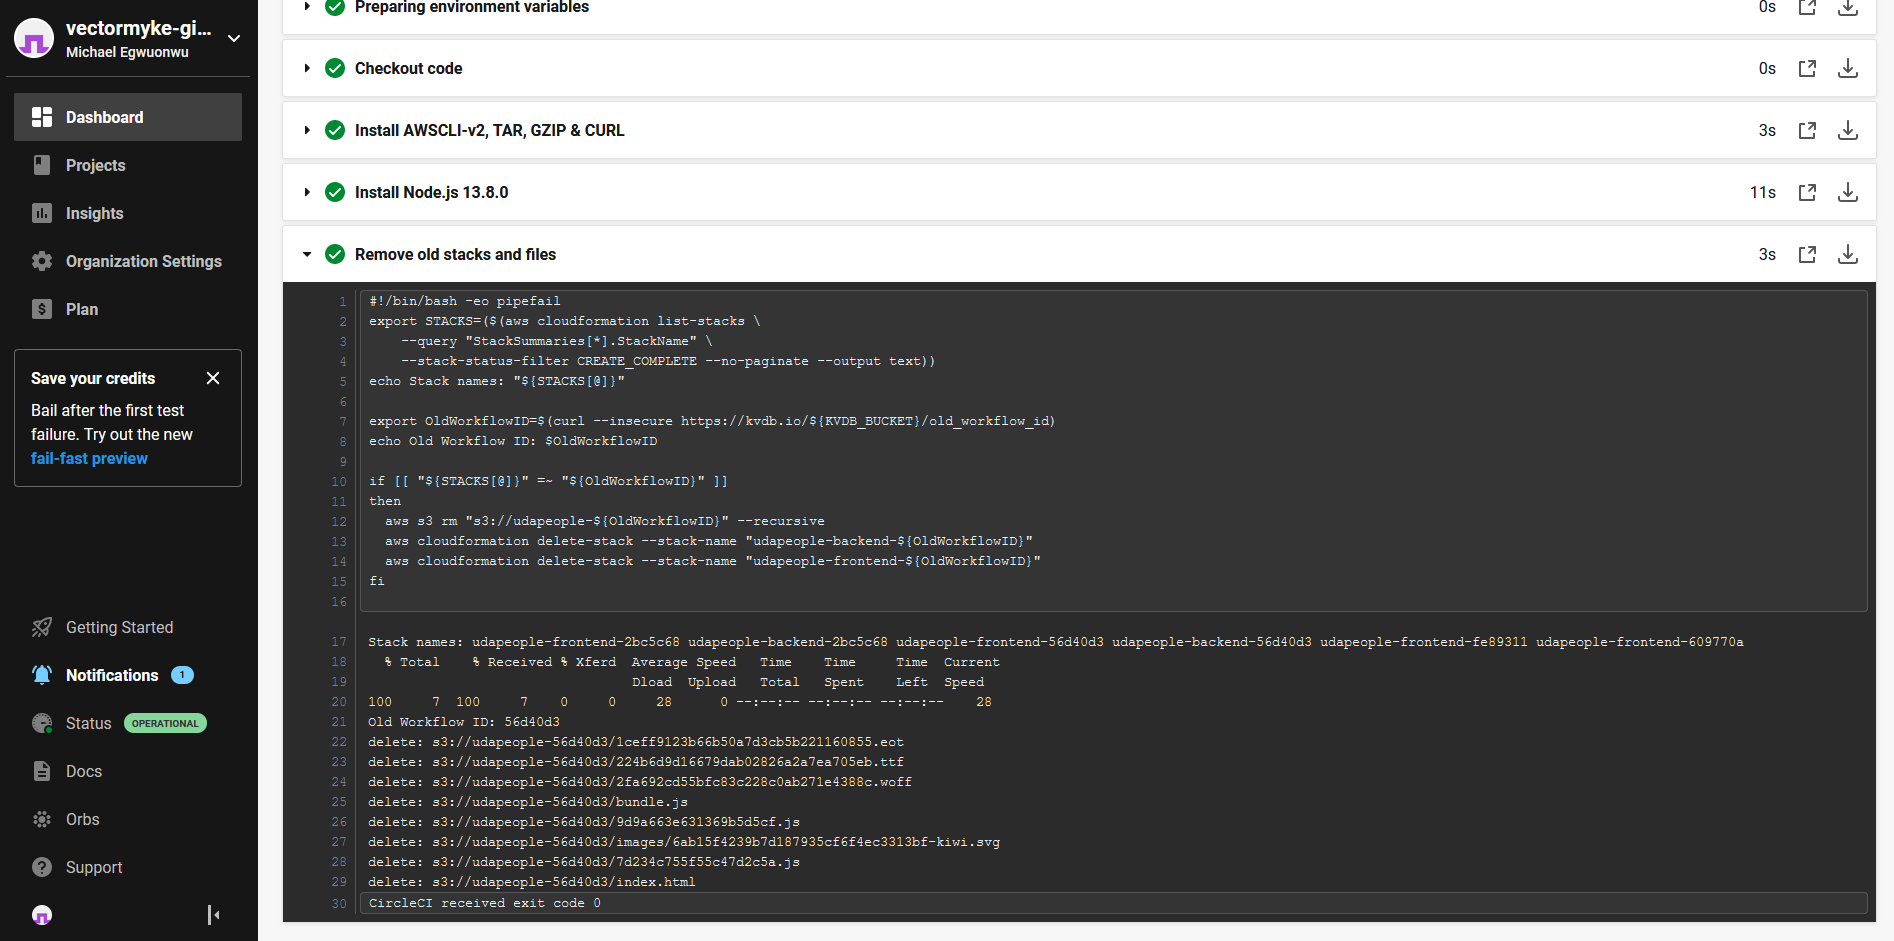 vectormyke-gi...
Michael Egwuonwu
Dashboard
Projects
Insights
Organization Settings
Plan
Save your credits
Bail after the first test
failure. Try out the new
fail-fast preview
Getting Started
Notifications 1
Status OPERATIONAL
Docs
Orbs
Support
Preparing environment variables 0s
Checkout code 0s
Install AWSCLI-v2, TAR, GZIP & CURL 3s
Install Node.js 13.8.0 11s
Remove old stacks and files 3s
1 #!/bin/bash -eo pipefail
2 export STACKS=($(aws cloudformation list-stacks \
3     --query "StackSummaries[*].StackName" \
4     --stack-status-filter CREATE_COMPLETE --no-paginate --output text))
5 echo Stack names: "${STACKS[@]}"
6
7 export OldWorkflowID=$(curl --insecure https://kvdb.io/${KVDB_BUCKET}/old_workflow_id)
8 echo Old Workflow ID: $OldWorkflowID
9
10 if [[ "${STACKS[@]}" =~ "${OldWorkflowID}" ]]
11 then
12   aws s3 rm "s3://udapeople-${OldWorkflowID}" --recursive
13   aws cloudformation delete-stack --stack-name "udapeople-backend-${OldWorkflowID}"
14   aws cloudformation delete-stack --stack-name "udapeople-frontend-${OldWorkflowID}"
15 fi
16
17 Stack names: udapeople-frontend-2bc5c68 udapeople-backend-2bc5c68 udapeople-frontend-56d40d3 udapeople-backend-56d40d3 udapeople-frontend-fe89311 udapeople-frontend-609770a
18   % Total    % Received % Xferd  Average Speed   Time    Time     Time  Current
19                                  Dload  Upload   Total   Spent    Left  Speed
20 100     7  100     7    0     0     28      0 --:--:-- --:--:-- --:--:--    28
21 Old Workflow ID: 56d40d3
22 delete: s3://udapeople-56d40d3/1ceff9123b66b50a7d3cb5b221160855.eot
23 delete: s3://udapeople-56d40d3/224b6d9d16679dab02826a2a7ea705eb.ttf
24 delete: s3://udapeople-56d40d3/2fa692cd55bfc83c228c0ab271e4388c.woff
25 delete: s3://udapeople-56d40d3/bundle.js
26 delete: s3://udapeople-56d40d3/9d9a663e631369b5d5cf.js
27 delete: s3://udapeople-56d40d3/images/6ab15f4239b7d187935cf6f4ec3313bf-kiwi.svg
28 delete: s3://udapeople-56d40d3/7d234c755f55c47d2c5a.js
29 delete: s3://udapeople-56d40d3/index.html
30 CircleCI received exit code 0